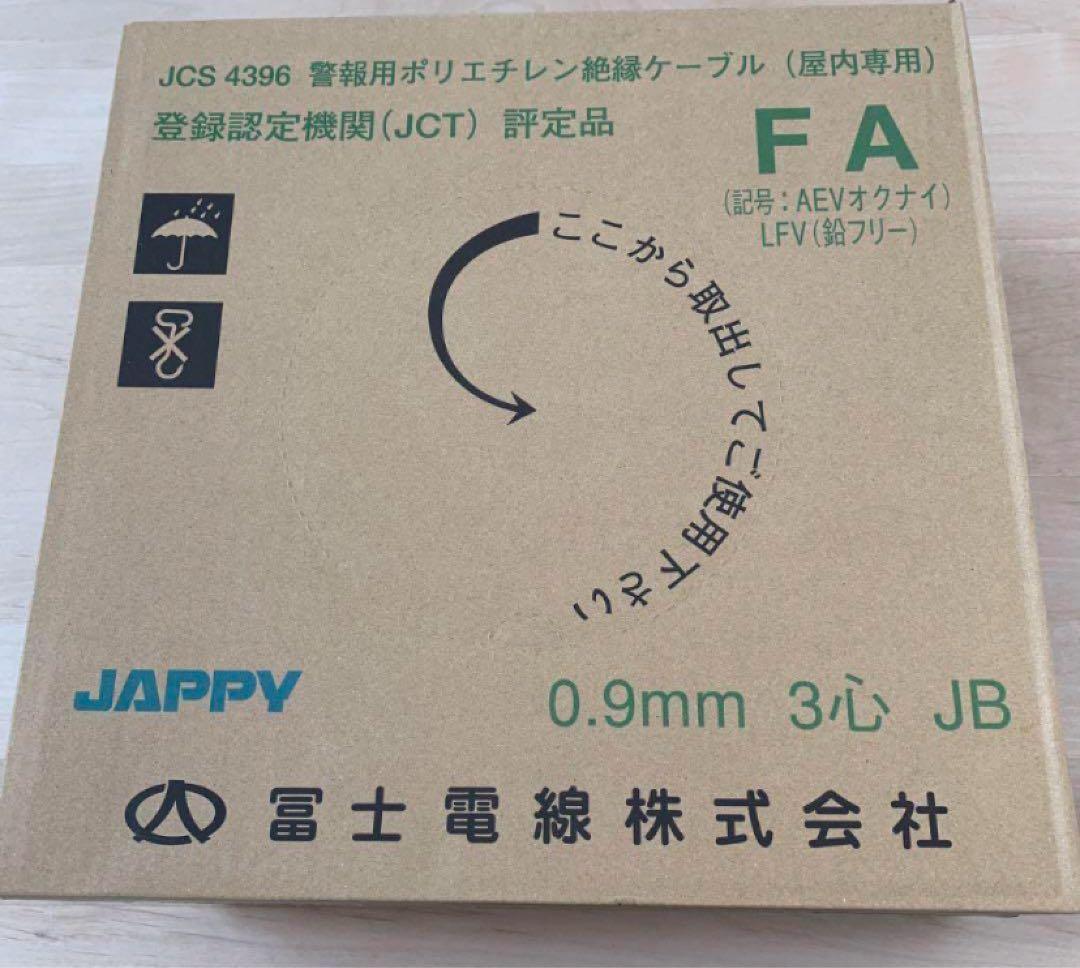 JCS 4396 警報用ポリエチレン絶縁ケーブル（屋内専用）
登録認定機関(JCT) 評定品
FA
(記号:AEVオクナイ)
LFV(鉛フリー)
ここから取出してご使用下さい
JAPPY
0.9mm 3心 JB
冨士電線株式会社